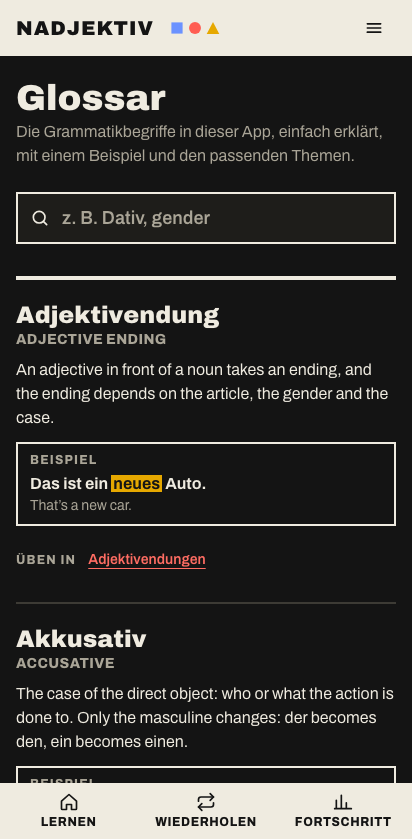 NADJEKTIV
Glossar
Die Grammatikbegriffe in dieser App, einfach erklärt,
mit einem Beispiel und den passenden Themen.
z. B. Dativ, gender
Adjektivendung
ADJECTIVE ENDING
An adjective in front of a noun takes an ending, and
the ending depends on the article, the gender and the
case.
BEISPIEL
Das ist ein neues Auto.
That's a new car.
ÜBEN IN Adjektivendungen
Akkusativ
ACCUSATIVE
The case of the direct object: who or what the action is
done to. Only the masculine changes: der becomes
den, ein becomes einen.
BEISPIEL
LERNEN WIEDERHOLEN FORTSCHRITT